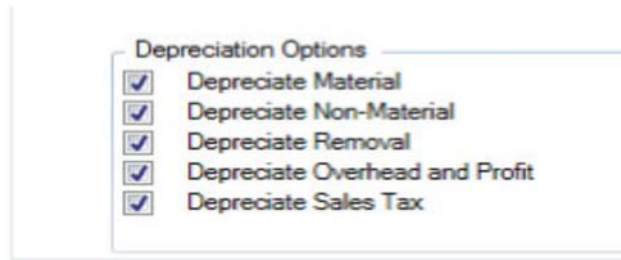 Depreciation Options
Depreciate Material
Depreciate Non-Material
Depreciate Removal
Depreciate Overhead and Profit
Depreciate Sales Tax